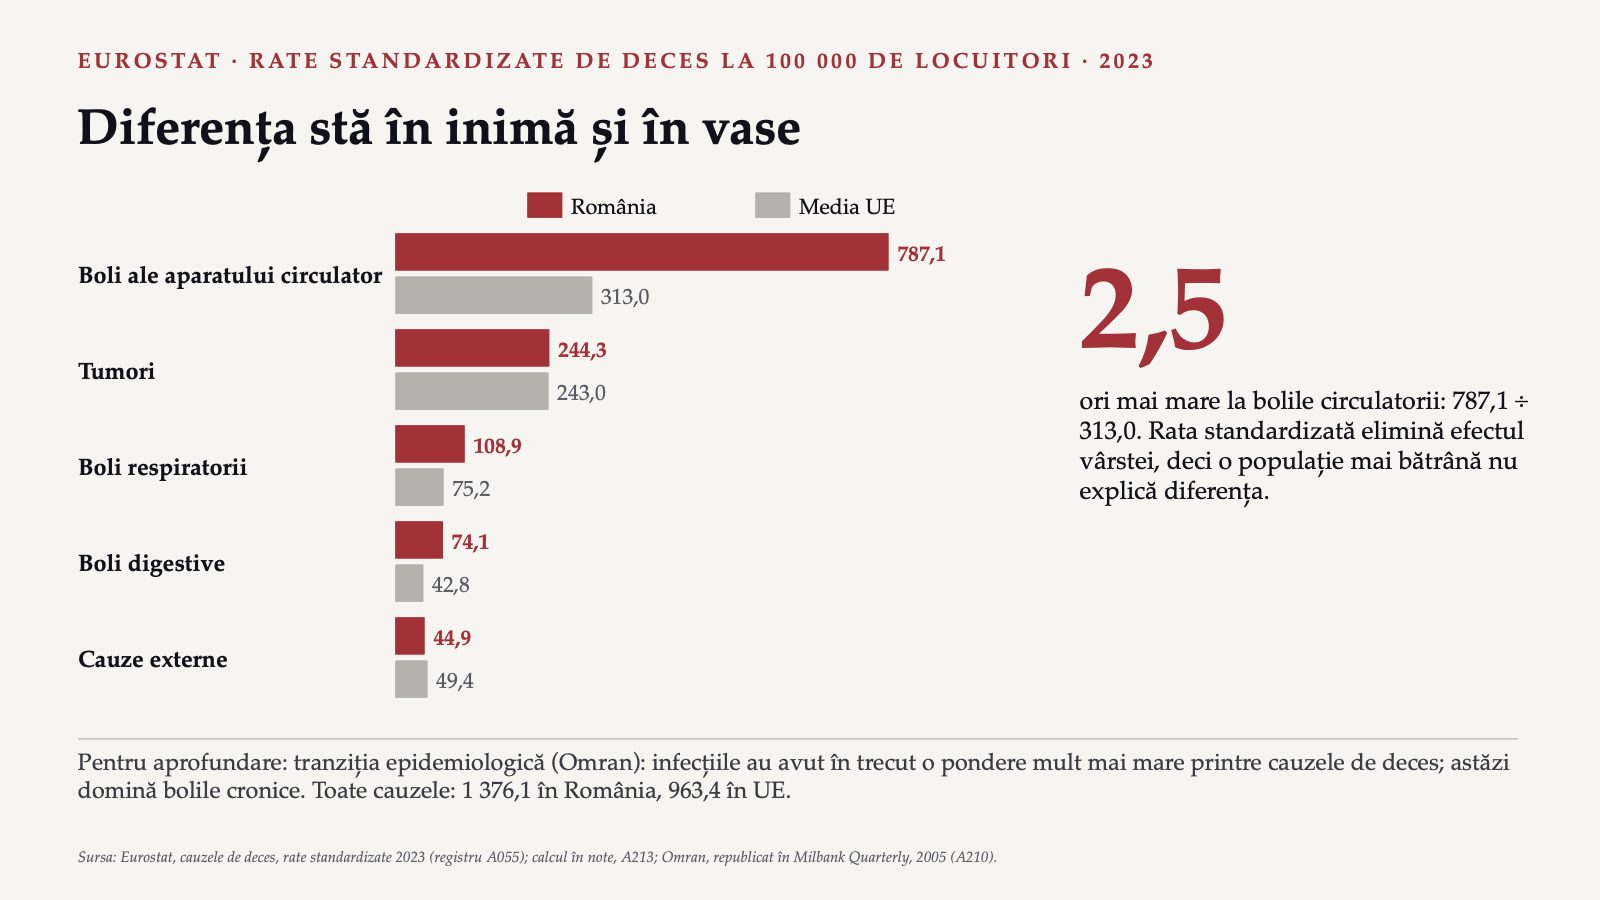 EUROSTAT · RATE STANDARDIZATE DE DECES LA 100 000 DE LOCUITORI · 2023
Diferența stă în inimă și în vase
România
Media UE
Boli ale aparatului circulator
787,1
313,0
Tumori
244,3
243,0
Boli respiratorii
108,9
75,2
Boli digestive
74,1
42,8
Cauze externe
44,9
49,4
2,5
ori mai mare la bolile circulatorii: 787,1 ÷
313,0. Rata standardizată elimină efectul
vârstei, deci o populație mai bătrână nu
explică diferența.
Pentru aprofundare: tranziția epidemiologică (Omran): infecțiile au avut în trecut o pondere mult mai mare printre cauzele de deces; astăzi
domină bolile cronice. Toate cauzele: 1 376,1 în România, 963,4 în UE.
Sursa: Eurostat, cauzele de deces, rate standardizate 2023 (registru A055); calcul în note, A213; Omran, republicat în Milbank Quarterly, 2005 (A210).